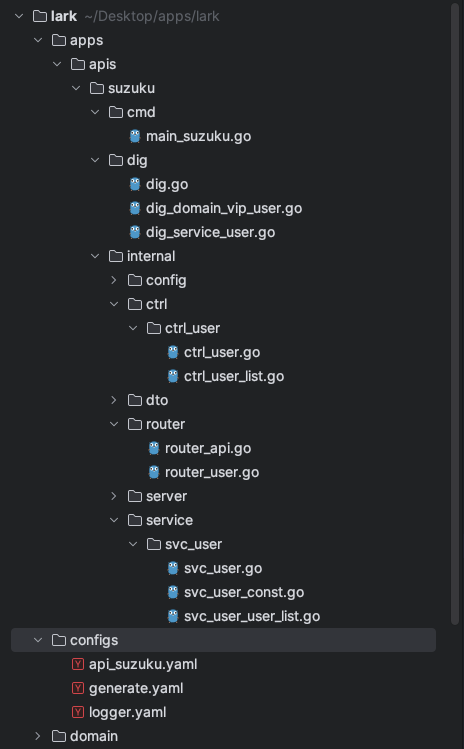 lark ~/Desktop/apps/lark
apps
apis
suzuku
cmd
main_suzuku.go
dig
dig.go
dig_domain_vip_user.go
dig_service_user.go
internal
config
ctrl
ctrl_user
ctrl_user.go
ctrl_user_list.go
dto
router
router_api.go
router_user.go
server
service
svc_user
svc_user.go
svc_user_const.go
svc_user_user_list.go
configs
Y api_suzuku.yaml
Y generate.yaml
Y logger.yaml
domain